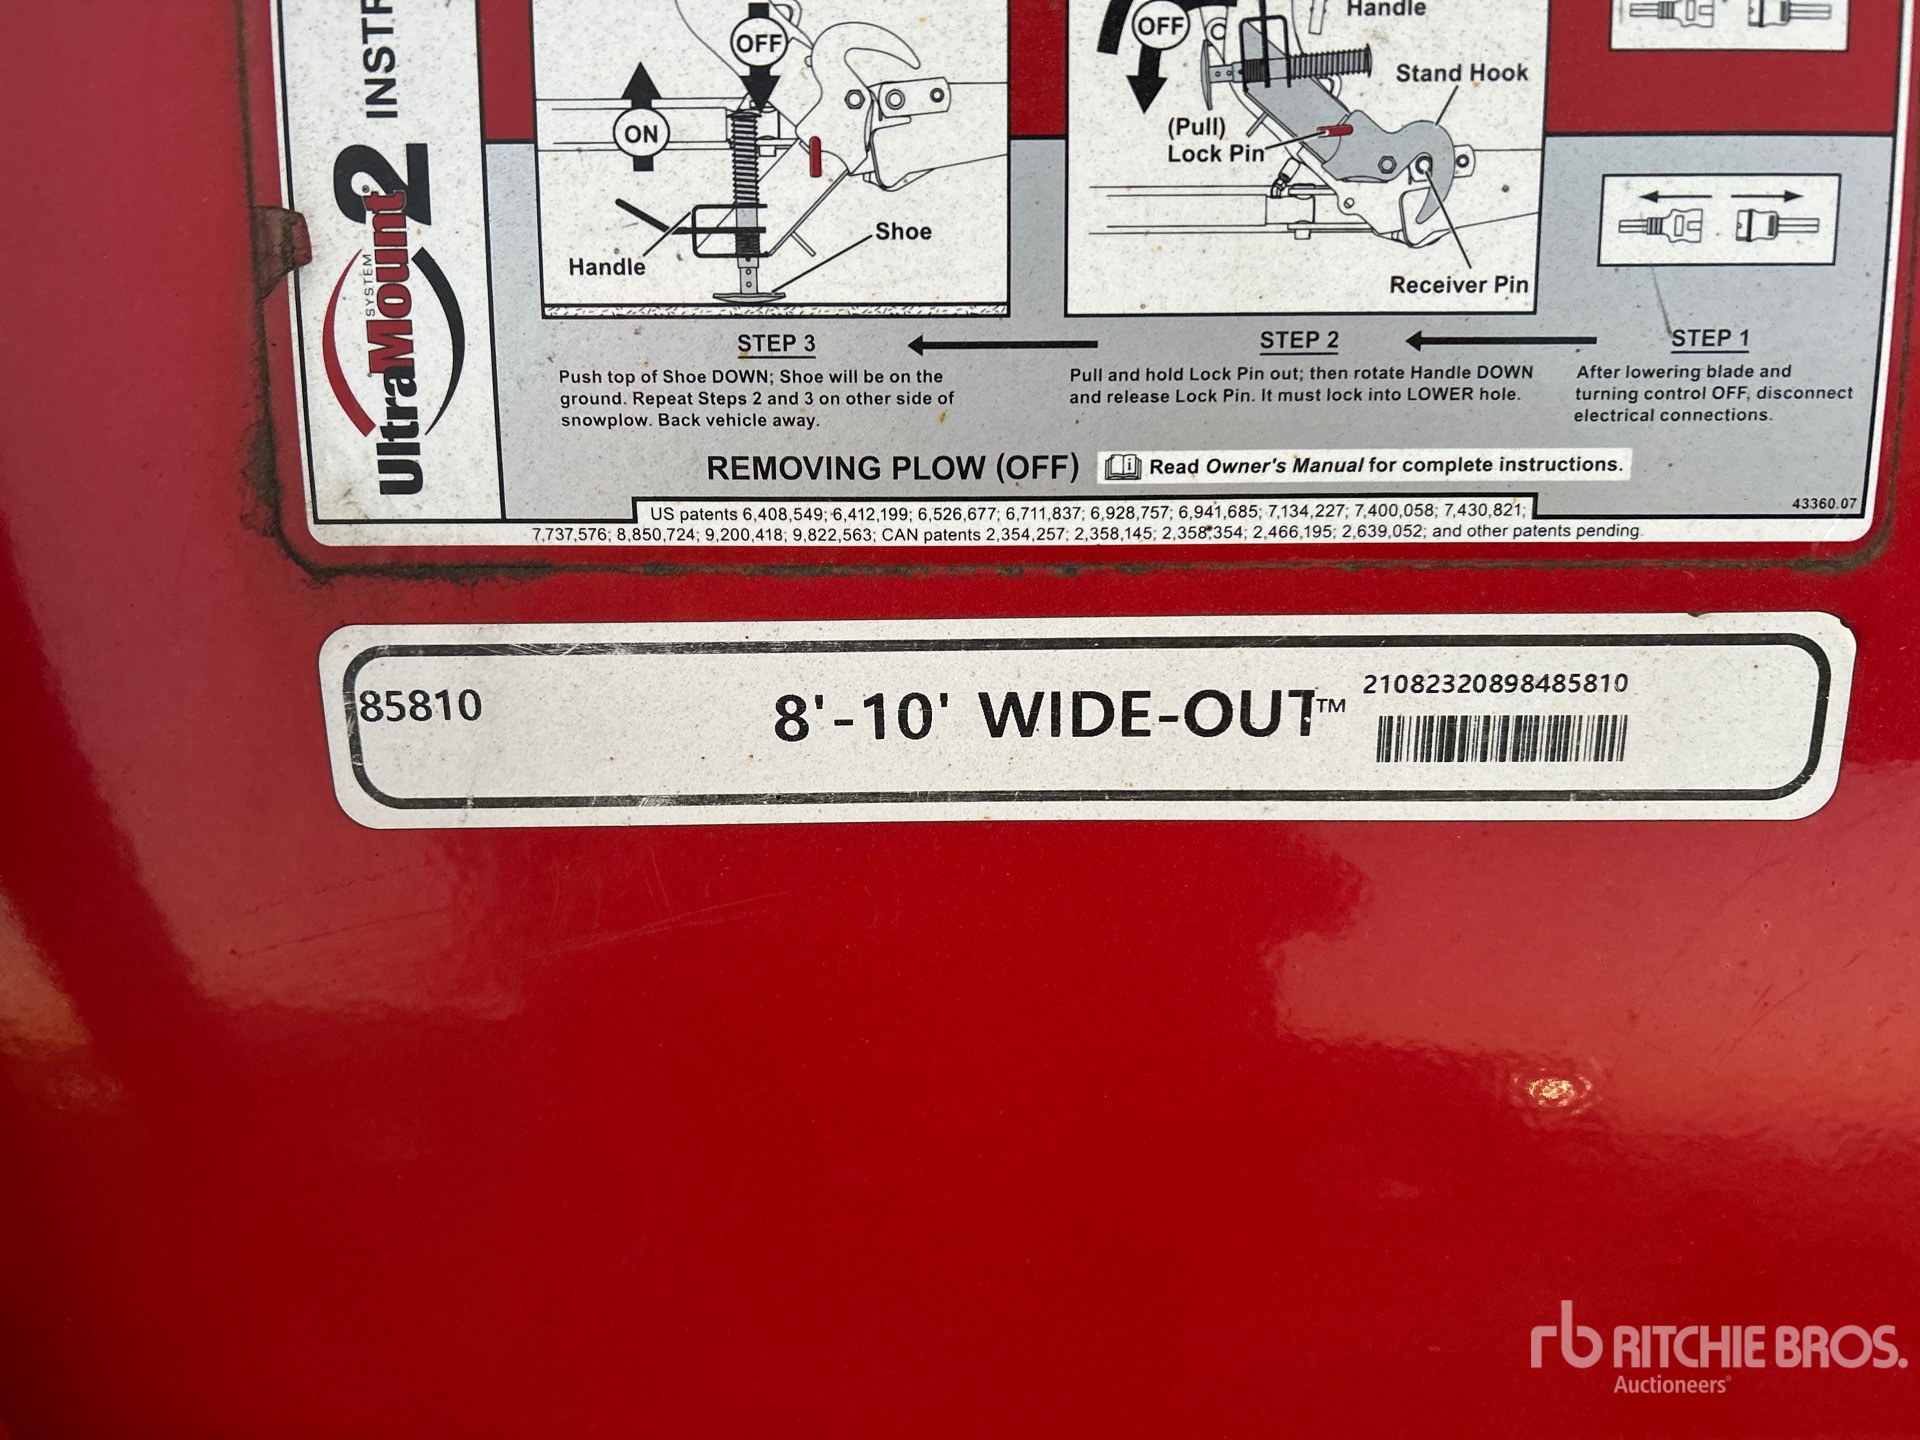 INSTR
UltraMount® 2
SYSTEM
OFF
ON
Handle
Shoe
OFF
Handle
Stand Hook
(Pull)
Lock Pin
Receiver Pin
STEP 3
Push top of Shoe DOWN; Shoe will be on the
ground. Repeat Steps 2 and 3 on other side of
snowplow. Back vehicle away.
STEP 2
Pull and hold Lock Pin out; then rotate Handle DOWN
and release Lock Pin. It must lock into LOWER hole.
STEP 1
After lowering blade and
turning control OFF, disconnect
electrical connections.
REMOVING PLOW (OFF)
Read Owner's Manual for complete instructions.
43360.07
US patents 6,408,549; 6,412,199; 6,526,677; 6,711,837; 6,928,757; 6,941,685; 7,134,227; 7,400,058; 7,430,821;
7,737,576; 8,850,724; 9,200,418; 9,822,563; CAN patents 2,354,257; 2,358,145; 2,358,354; 2,466,195; 2,639,052; and other patents pending.
85810
8'-10' WIDE-OUT™
21082320898485810
rb RITCHIE BROS.
Auctioneers®